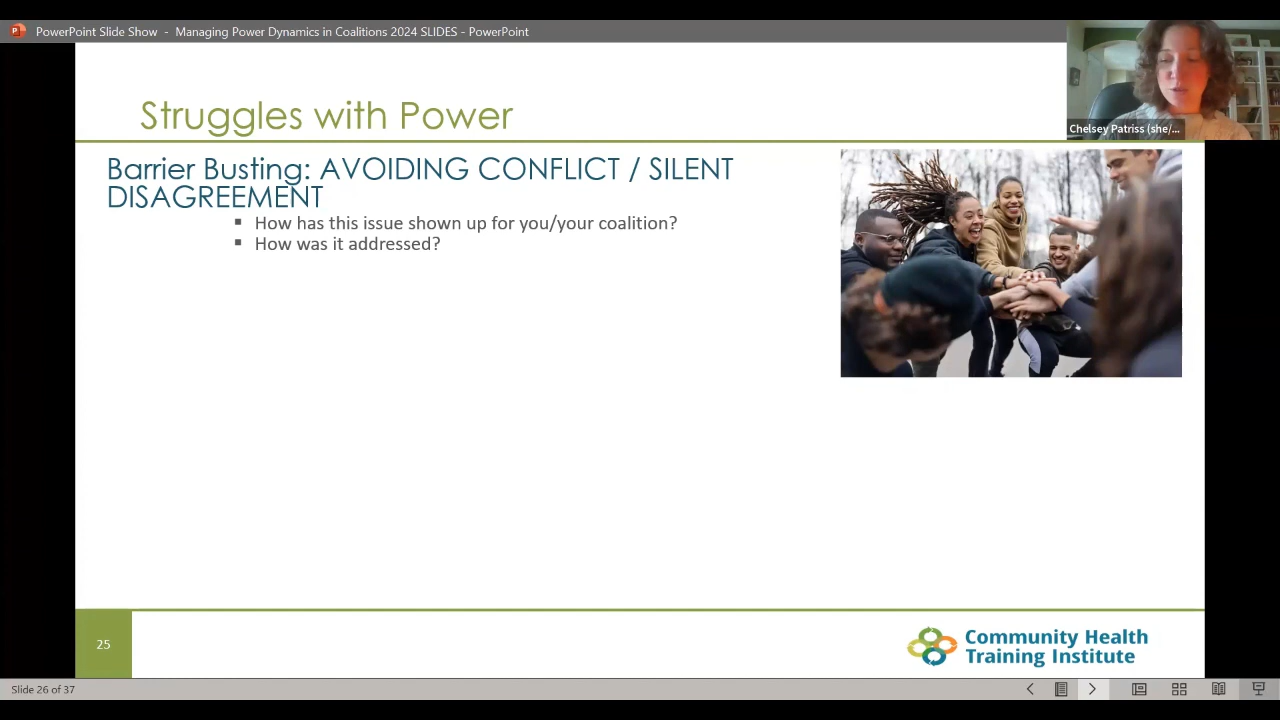 PowerPoint Slide Show - Managing Power Dynamics in Coalitions 2024 SLIDES - PowerPoint
Chelsey Patriss (she/...
Struggles with Power
Barrier Busting: AVOIDING CONFLICT / SILENT
DISAGREEMENT
▪ How has this issue shown up for you/your coalition?
▪ How was it addressed?
25
Community Health
Training Institute
Slide 26 of 37